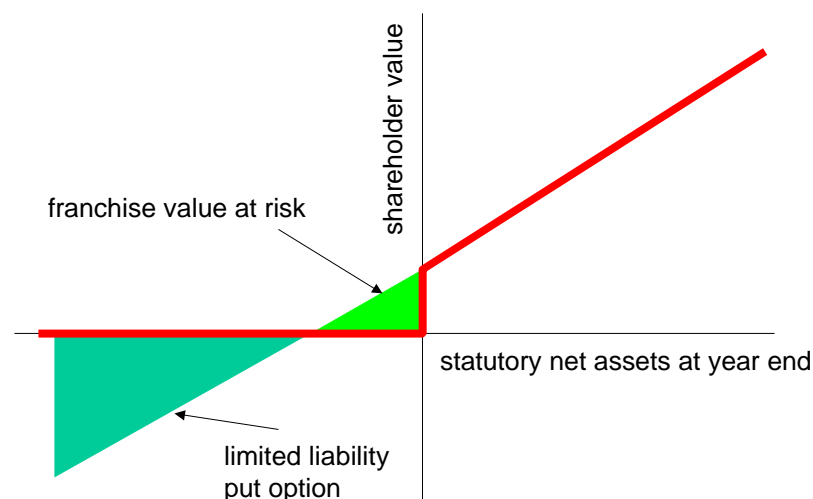 shareholder value
franchise value at risk
statutory net assets at year end
limited liability
put option